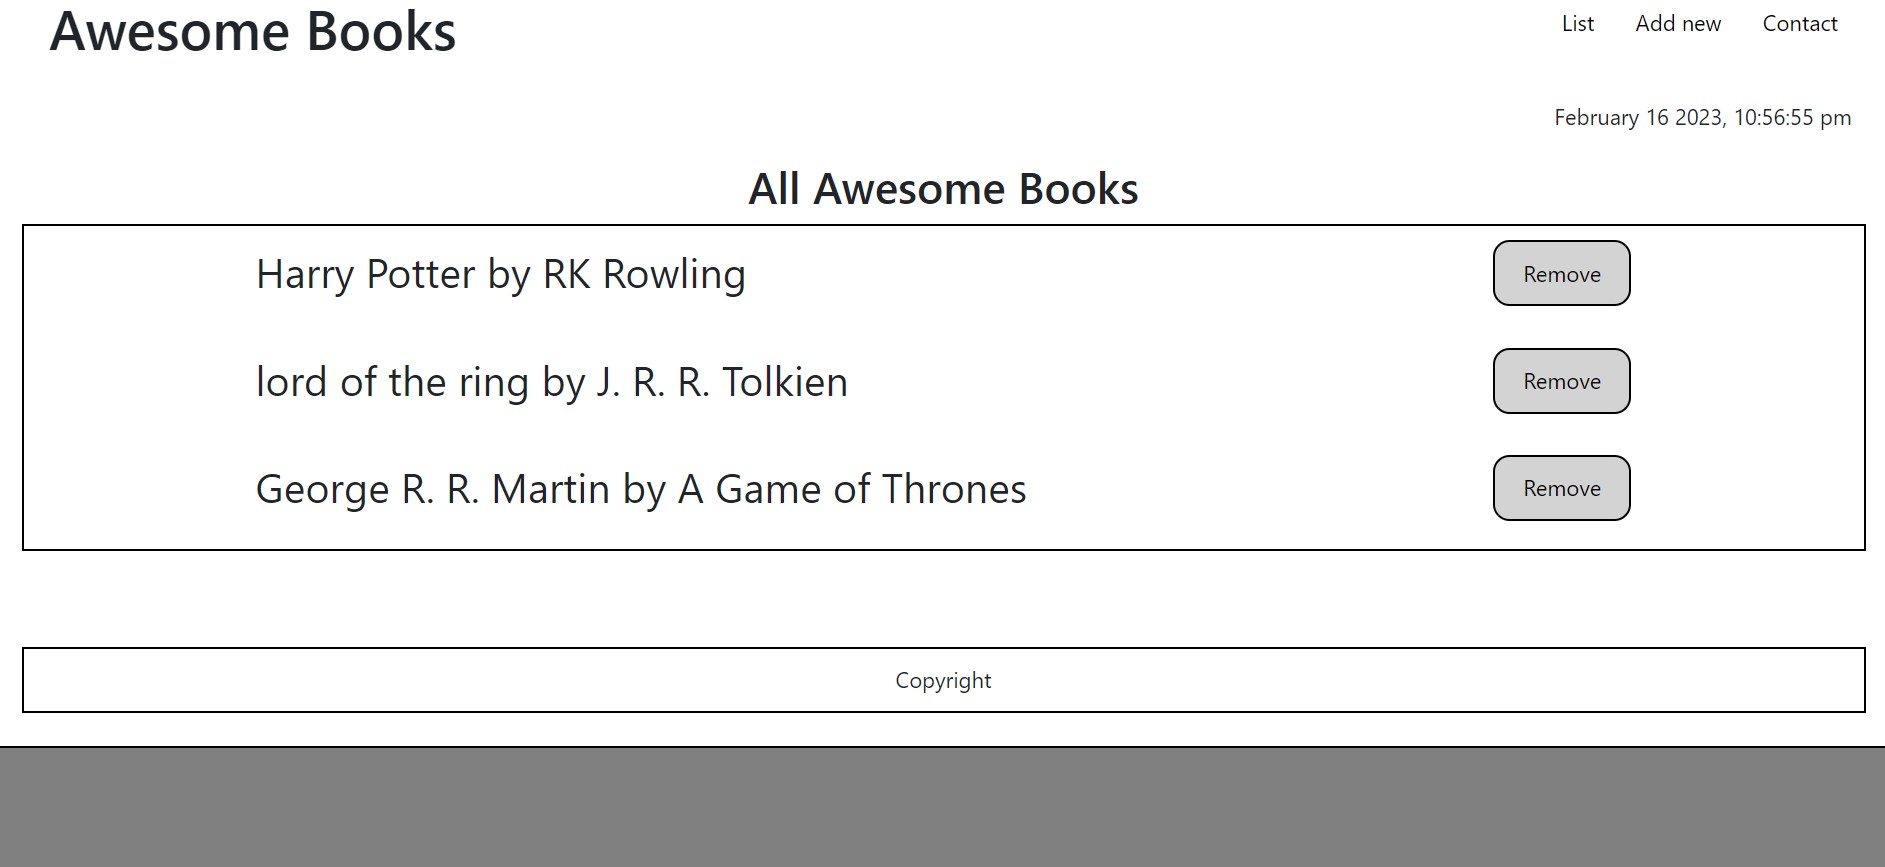 Awesome Books
List Add new Contact
February 16 2023, 10:56:55 pm
All Awesome Books
Harry Potter by RK Rowling
Remove
lord of the ring by J. R. R. Tolkien
Remove
George R. R. Martin by A Game of Thrones
Remove
Copyright